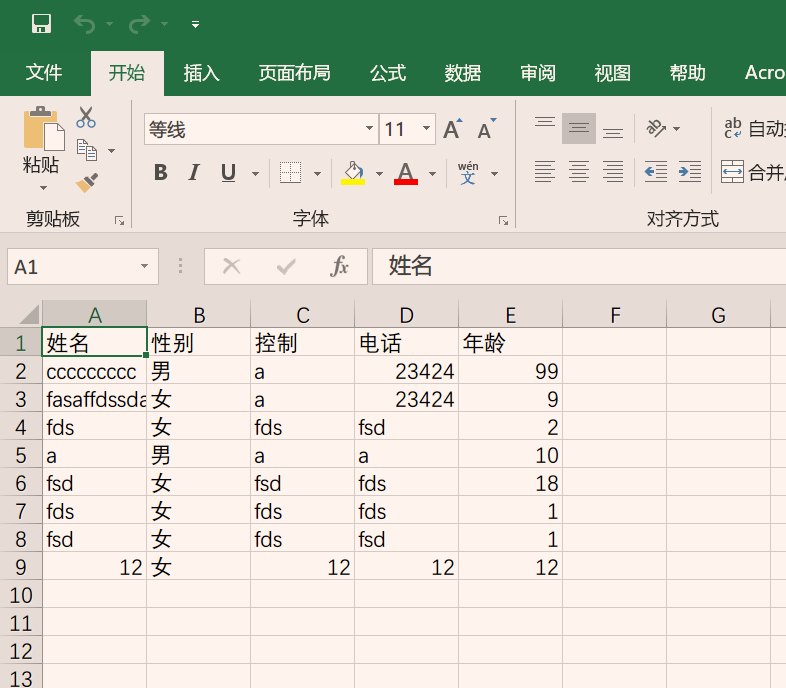 文件 开始 插入 页面布局 公式 数据 审阅 视图 帮助 Acro
等线 11 A A ab 自动
粘贴 B I U A wén 文 合并
剪贴板 字体 对齐方式
A1 fx 姓名
A B C D E F G
1 姓名 性别 控制 电话 年龄
2 ccccccccc 男 a 23424 99
3 fasaffdssda 女 a 23424 9
4 fds 女 fds fsd 2
5 a 男 a a 10
6 fsd 女 fsd fds 18
7 fds 女 fds fds 1
8 fsd 女 fds fsd 1
9 12 女 12 12 12
10
11
12
13